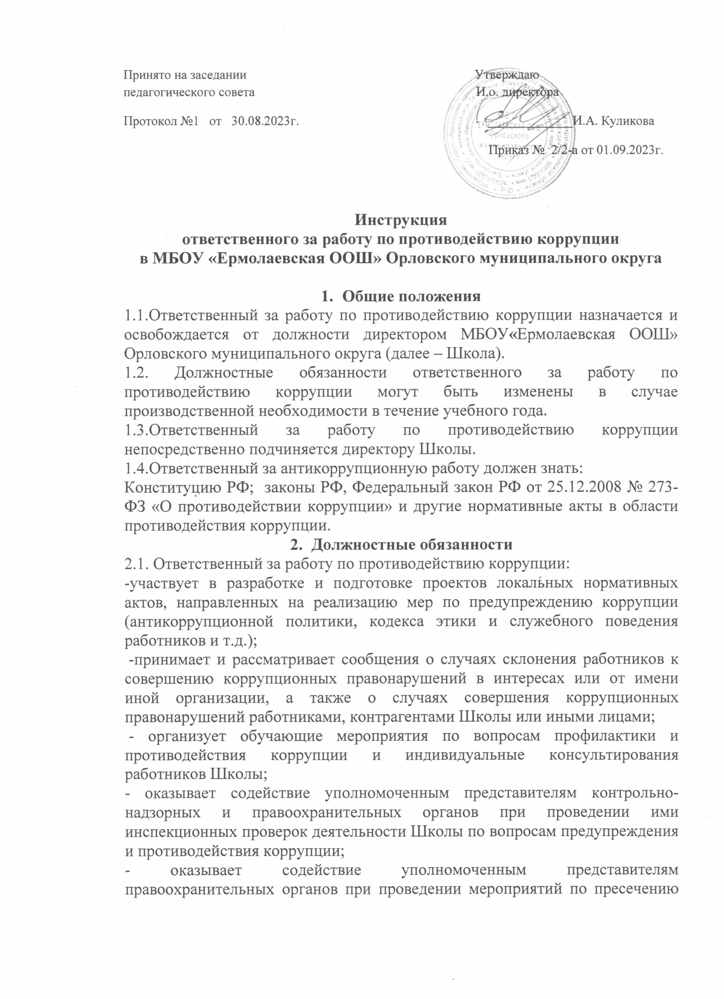 Принято на заседании
Утверждаю
педагогического совета
И.о. директора
Протокол №1 от 30.08.2023г.
И.А. Куликова
Приказ № 2/2-а от 01.09.2023г.
МБОУ
"ЕРМОЛАЕВСКАЯ ООШ"
Орловского
муниципального
округа
• РФ •
Инструкция
ответственного за работу по противодействию коррупции
в МБОУ «Ермолаевская ООШ» Орловского муниципального округа
1. Общие положения
1.1.Ответственный за работу по противодействию коррупции назначается и
освобождается от должности директором МБОУ«Ермолаевская ООШ»
Орловского муниципального округа (далее – Школа).
1.2. Должностные обязанности ответственного за работу по
противодействию коррупции могут быть изменены в случае
производственной необходимости в течение учебного года.
1.3.Ответственный за работу по противодействию коррупции
непосредственно подчиняется директору Школы.
1.4.Ответственный за антикоррупционную работу должен знать:
Конституцию РФ; законы РФ, Федеральный закон РФ от 25.12.2008 № 273-
ФЗ «О противодействии коррупции» и другие нормативные акты в области
противодействия коррупции.
2. Должностные обязанности
2.1. Ответственный за работу по противодействию коррупции:
-участвует в разработке и подготовке проектов локальных нормативных
актов, направленных на реализацию мер по предупреждению коррупции
(антикоррупционной политики, кодекса этики и служебного поведения
работников и т.д.);
-принимает и рассматривает сообщения о случаях склонения работников к
совершению коррупционных правонарушений в интересах или от имени
иной организации, а также о случаях совершения коррупционных
правонарушений работниками, контрагентами Школы или иными лицами;
- организует обучающие мероприятия по вопросам профилактики и
противодействия коррупции и индивидуальные консультирования
работников Школы;
- оказывает содействие уполномоченным представителям контрольно-
надзорных и правоохранительных органов при проведении ими
инспекционных проверок деятельности Школы по вопросам предупреждения
и противодействия коррупции;
- оказывает содействие уполномоченным представителям
правоохранительных органов при проведении мероприятий по пресечению